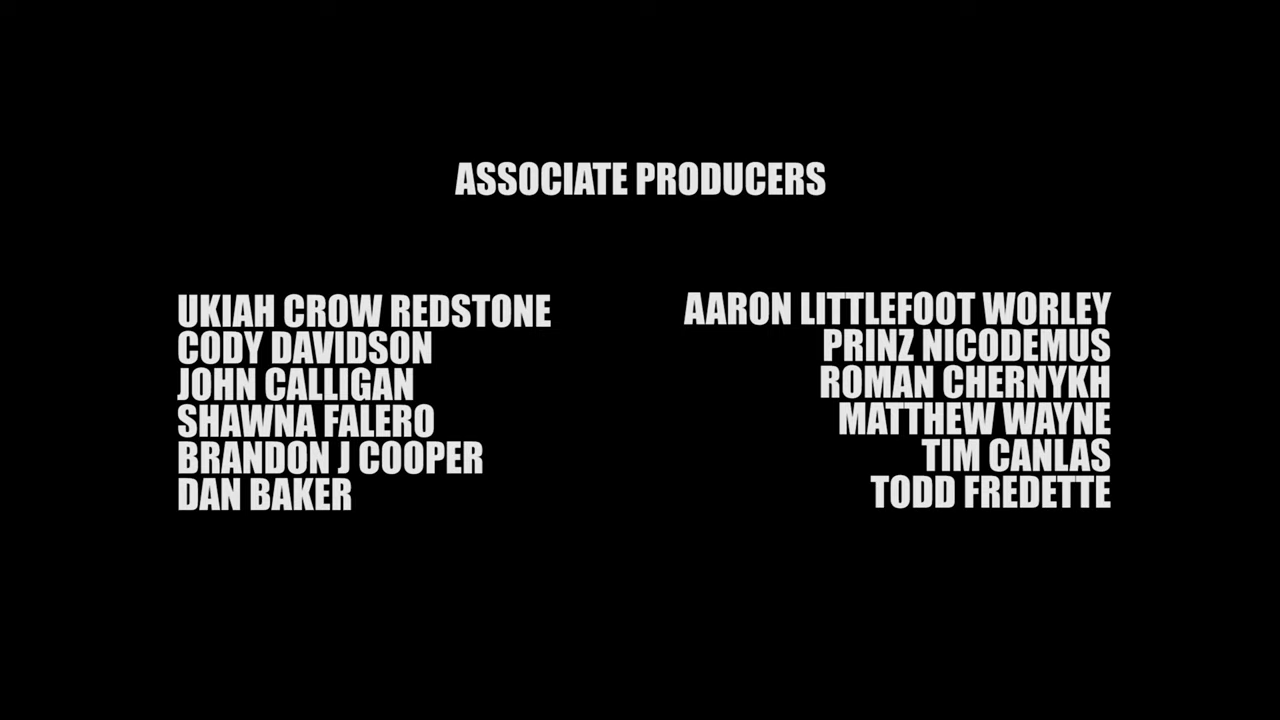 ASSOCIATE PRODUCERS
UKIAH CROW REDSTONE
CODY DAVIDSON
JOHN CALLIGAN
SHAWNA FALERO
BRANDON J COOPER
DAN BAKER
AARON LITTLEFOOT WORLEY
PRINZ NICODEMUS
ROMAN CHERNYKH
MATTHEW WAYNE
TIM CANLAS
TODD FREDETTE